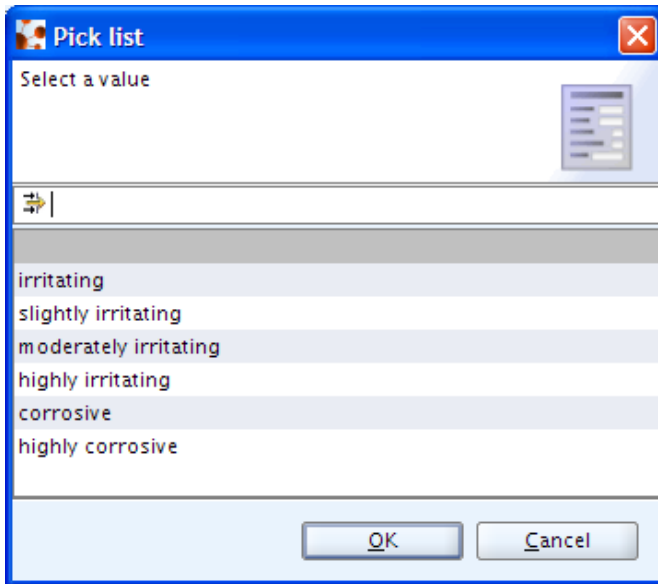 Pick list
Select a value
irritating
slightly irritating
moderately irritating
highly irritating
corrosive
highly corrosive
OK
Cancel